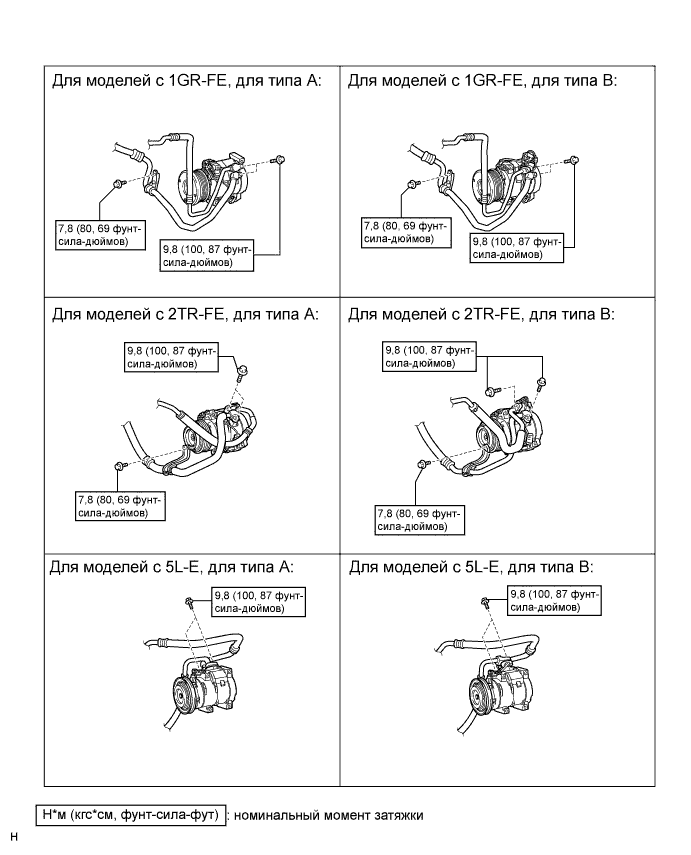 Для моделей с 1GR-FE, для типа A:
7,8 (80, 69 фунт-
сила-дюймов)
9,8 (100, 87 фунт-
сила-дюймов)
Для моделей с 1GR-FE, для типа B:
7,8 (80, 69 фунт-
сила-дюймов)
9,8 (100, 87 фунт-
сила-дюймов)
Для моделей с 2TR-FE, для типа A:
9,8 (100, 87 фунт-
сила-дюймов)
7,8 (80, 69 фунт-
сила-дюймов)
Для моделей с 2TR-FE, для типа B:
9,8 (100, 87 фунт-
сила-дюймов)
7,8 (80, 69 фунт-
сила-дюймов)
Для моделей с 5L-E, для типа A:
9,8 (100, 87 фунт-
сила-дюймов)
Для моделей с 5L-E, для типа B:
9,8 (100, 87 фунт-
сила-дюймов)
Н*м (кгс*см, фунт-сила-фут) : номинальный момент затяжки
H